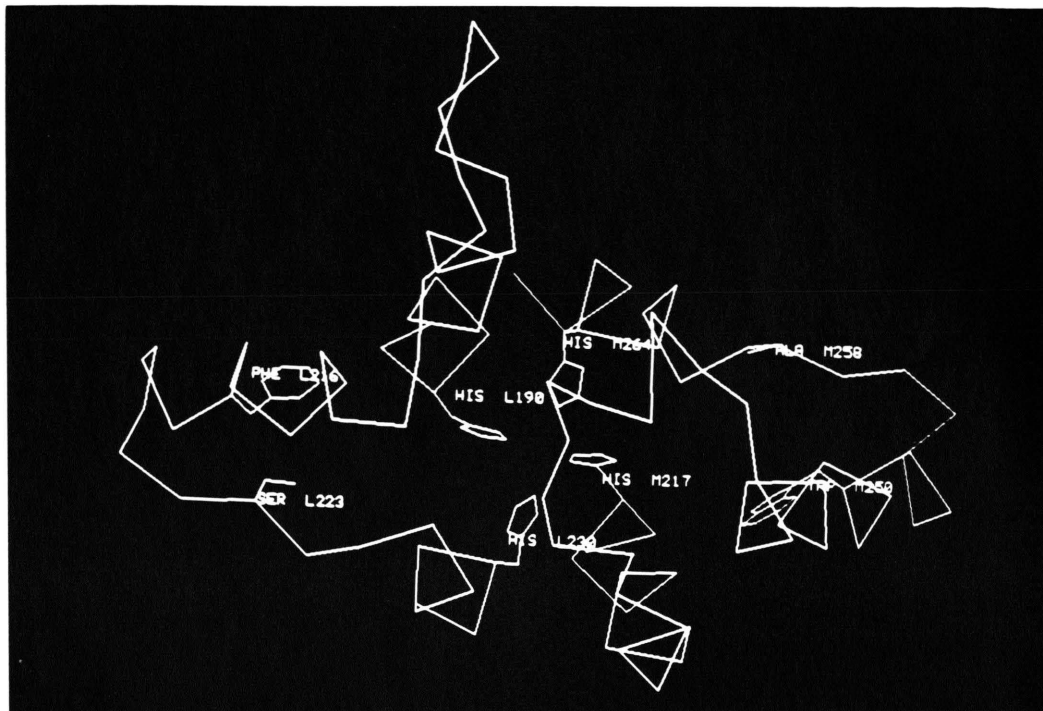 HIS M264
ALA M258
PHE L216
HIS L190
HIS M217
TRP M250
SER L223
HIS L230